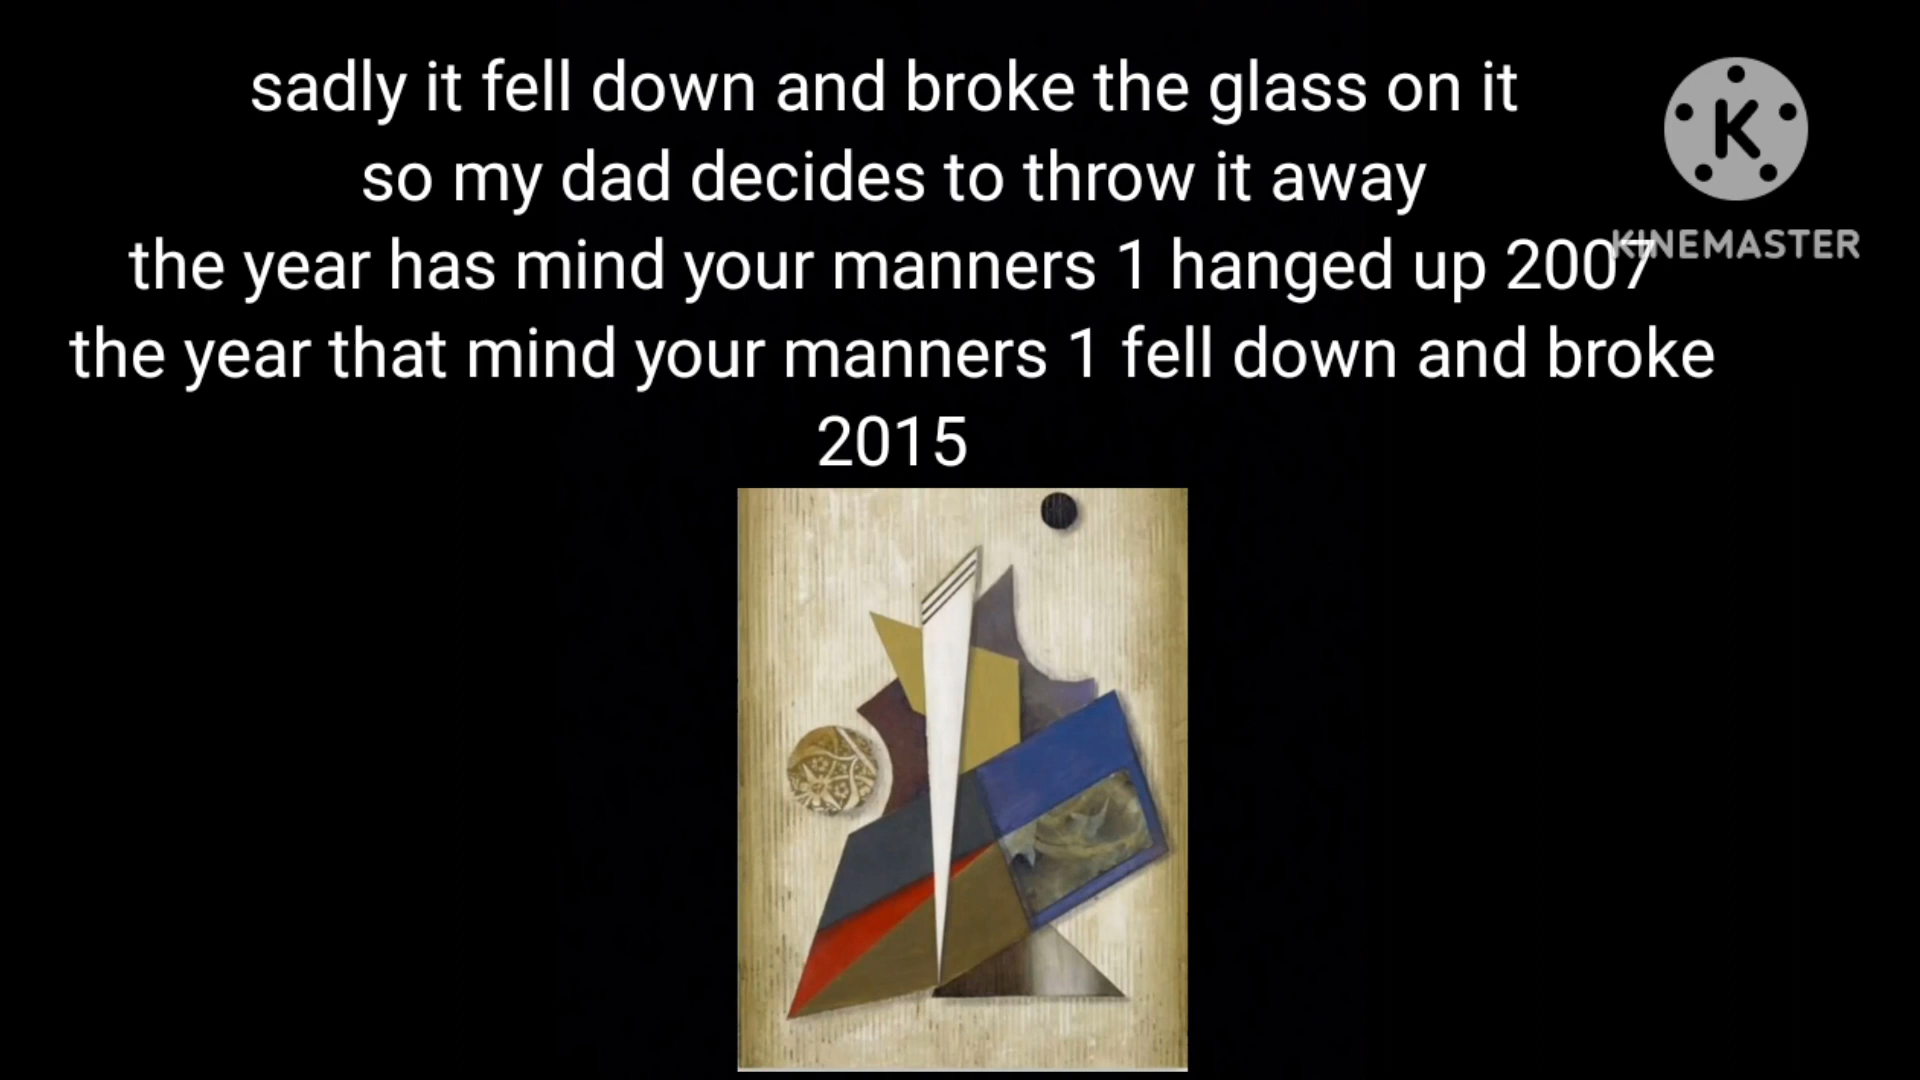 sadly it fell down and broke the glass on it
so my dad decides to throw it away
the year has mind your manners 1 hanged up 2007
the year that mind your manners 1 fell down and broke
2015
K
KINEMASTER